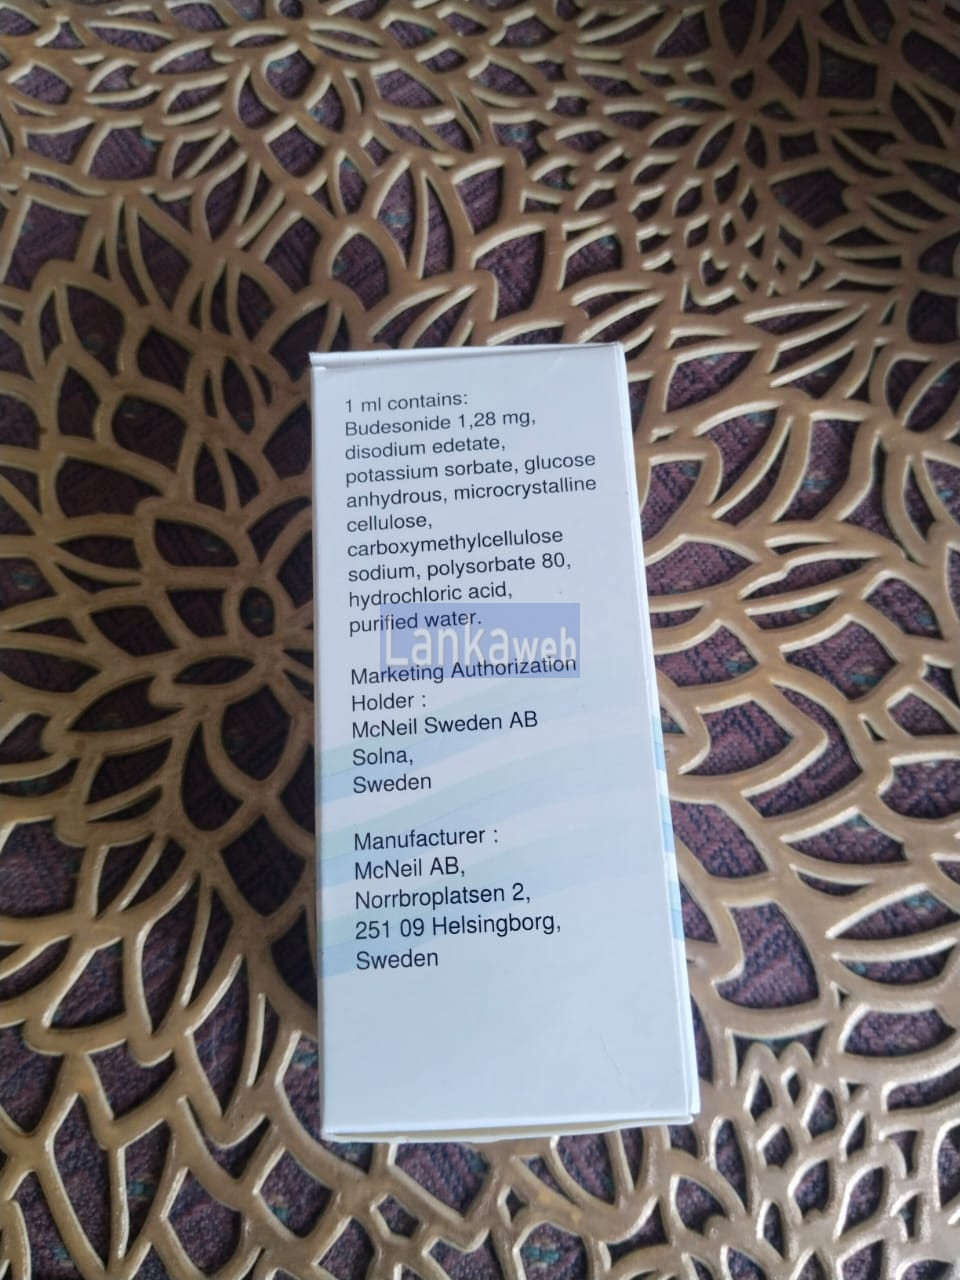 1 ml contains:
Budesonide 1,28 mg,
disodium edetate,
potassium sorbate, glucose
anhydrous, microcrystalline
cellulose,
carboxymethylcellulose
sodium, polysorbate 80,
hydrochloric acid,
purified water.
Lankaweb
Marketing Authorization
Holder :
McNeil Sweden AB
Solna,
Sweden
Manufacturer :
McNeil AB,
Norrbroplatsen 2,
251 09 Helsingborg,
Sweden